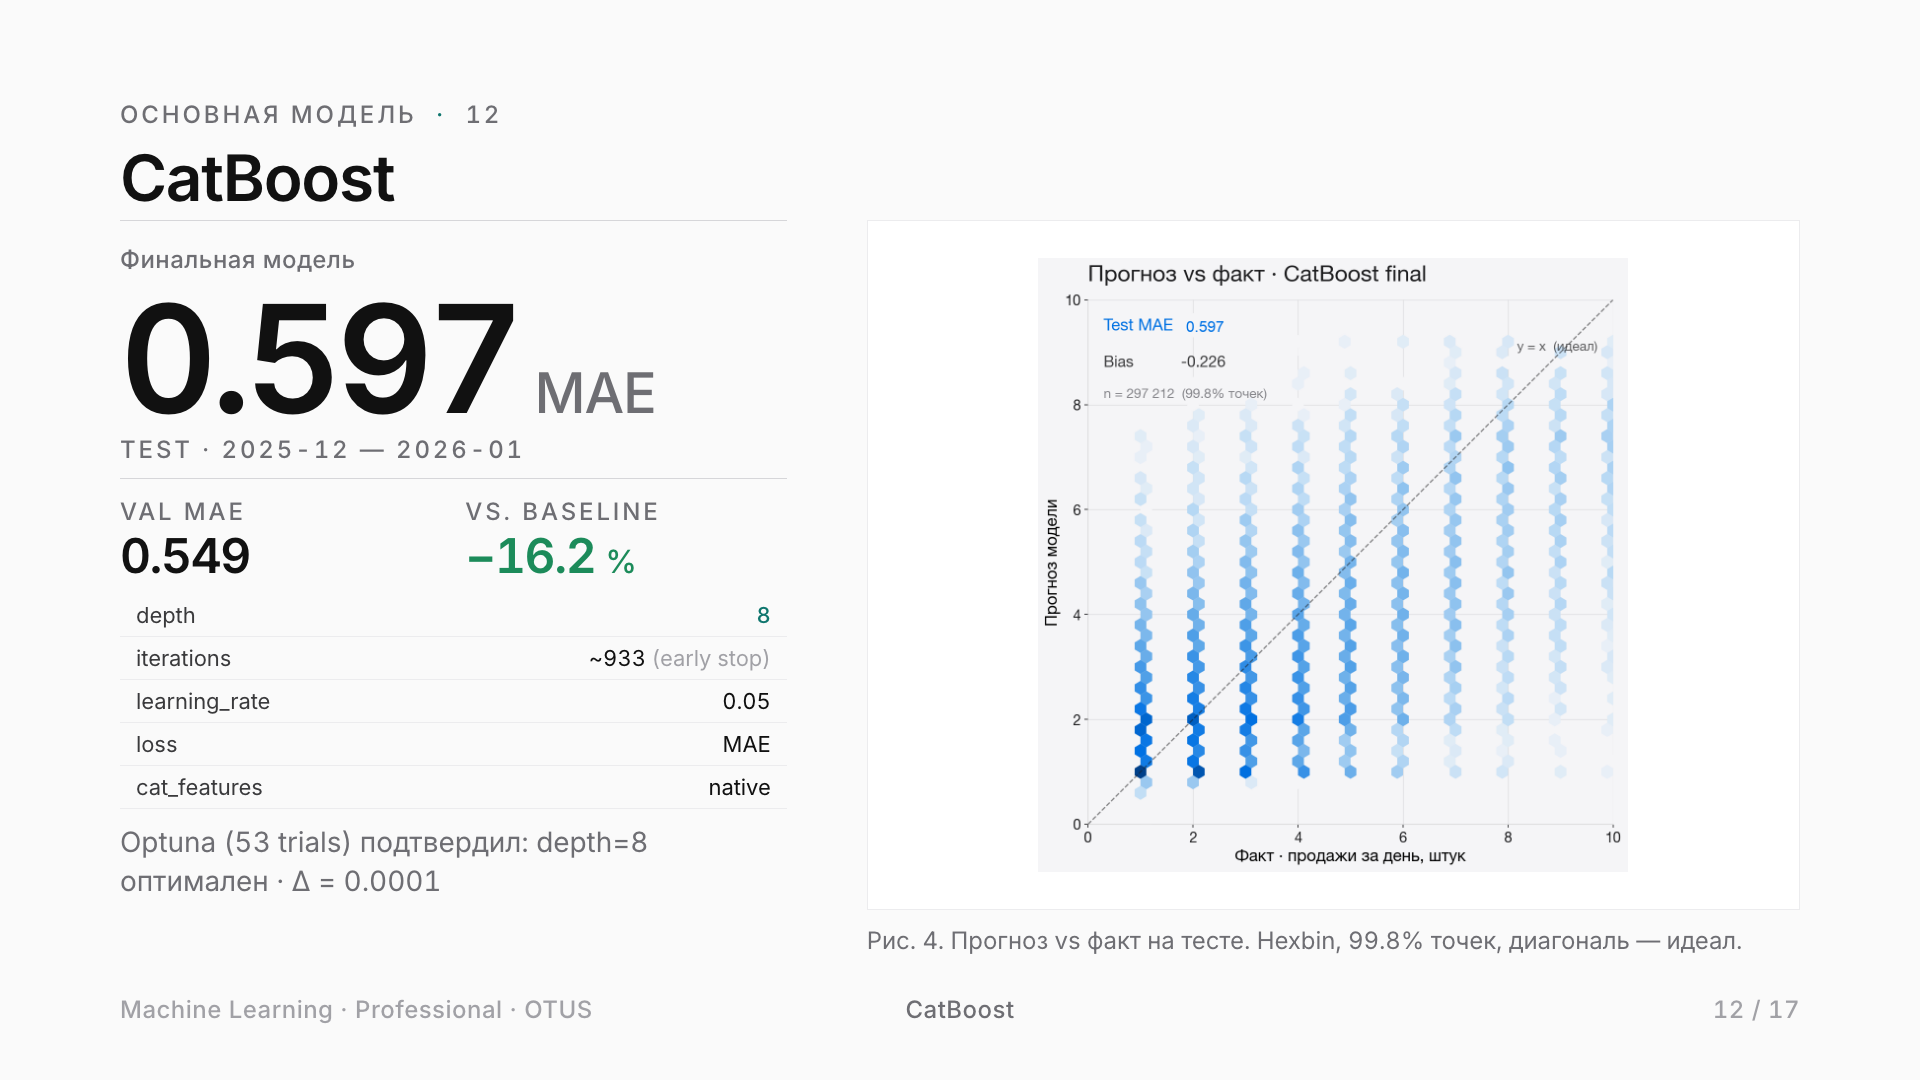 ОСНОВНАЯ МОДЕЛЬ · 12
CatBoost
Финальная модель
0.597 MAE
TEST · 2025-12 — 2026-01
VAL MAE
0.549
VS. BASELINE
−16.2 %
depth 8
iterations ~933 (early stop)
learning_rate 0.05
loss MAE
cat_features native
Optuna (53 trials) подтвердил: depth=8
оптимален · Δ = 0.0001
Прогноз vs факт · CatBoost final
Test MAE 0.597
Bias -0.226
n = 297 212 (99.8% точек)
y = x (идеал)
Прогноз модели
10
8
6
4
2
0
0 2 4 6 8 10
Факт · продажи за день, штук
Рис. 4. Прогноз vs факт на тесте. Hexbin, 99.8% точек, диагональ — идеал.
Machine Learning · Professional · OTUS
CatBoost
12 / 17